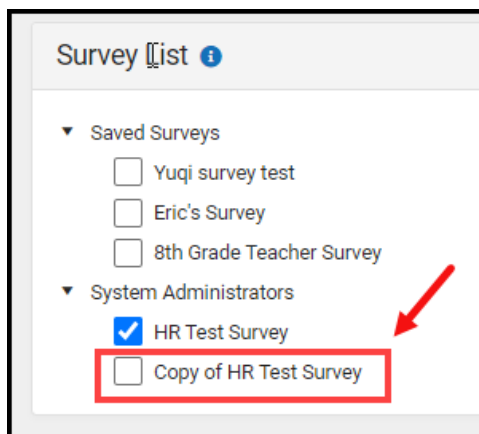 Survey List
Saved Surveys
Yuqi survey test
Eric's Survey
8th Grade Teacher Survey
System Administrators
HR Test Survey
Copy of HR Test Survey